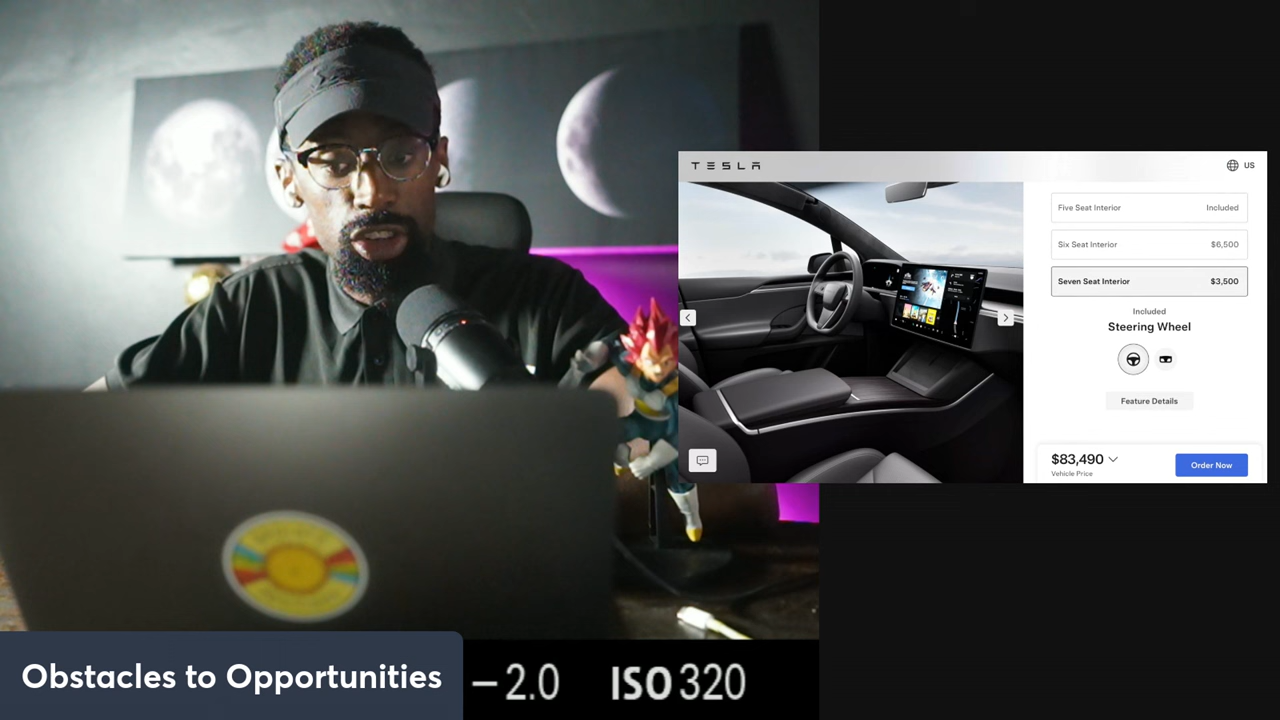 TESLA
US
Five Seat Interior Included
Six Seat Interior $6,500
Seven Seat Interior $3,500
Included
Steering Wheel
Feature Details
$83,490
Vehicle Price
Order Now
Obstacles to Opportunities
–2.0 ISO 320